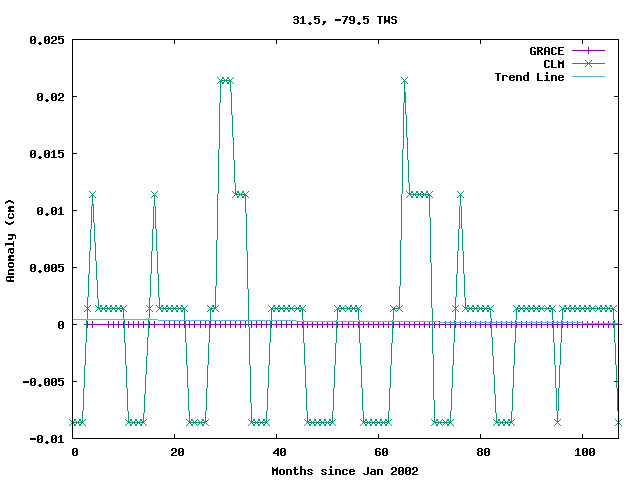 31.5, -79.5 TWS
GRACE
CLM
Trend Line
0.025
0.02
0.015
0.01
0.005
0
-0.005
-0.01
Anomaly (cm)
0 20 40 60 80 100
Months since Jan 2002